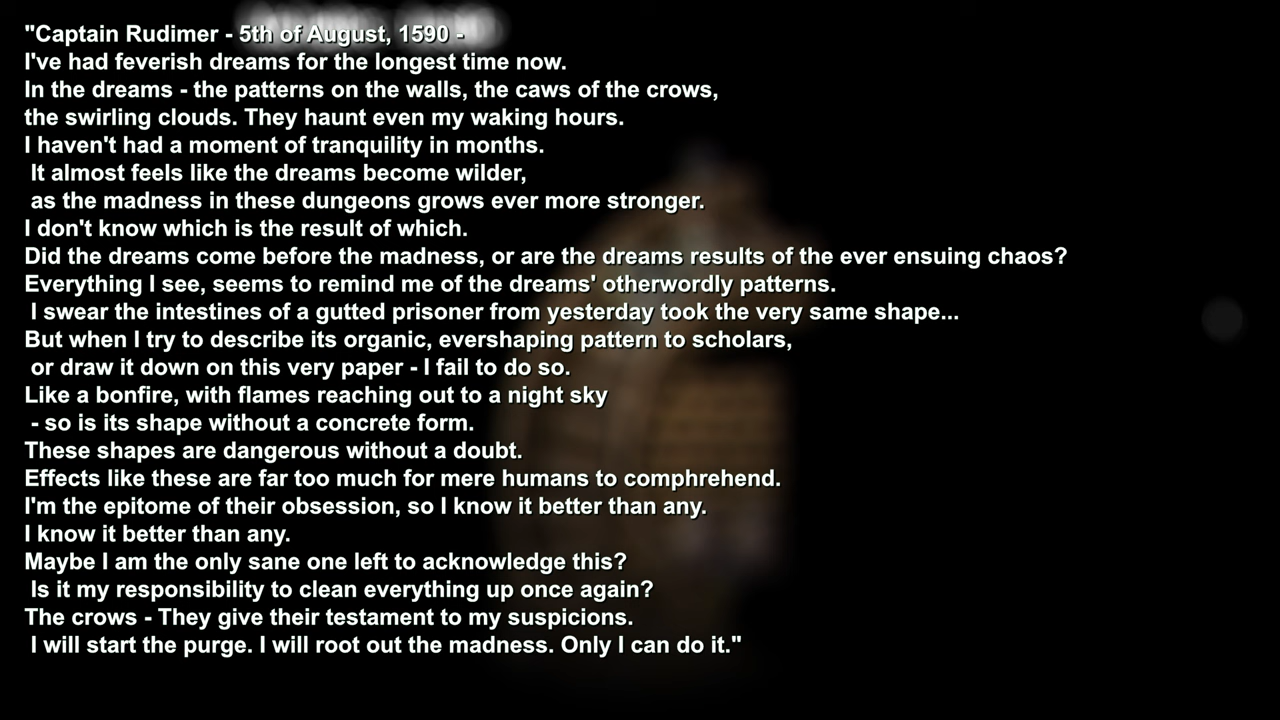 "Captain Rudimer - 5th of August, 1590 -
I've had feverish dreams for the longest time now.
In the dreams - the patterns on the walls, the caws of the crows,
the swirling clouds. They haunt even my waking hours.
I haven't had a moment of tranquility in months.
It almost feels like the dreams become wilder,
as the madness in these dungeons grows ever more stronger.
I don't know which is the result of which.
Did the dreams come before the madness, or are the dreams results of the ever ensuing chaos?
Everything I see, seems to remind me of the dreams' otherwordly patterns.
I swear the intestines of a gutted prisoner from yesterday took the very same shape...
But when I try to describe its organic, evershaping pattern to scholars,
or draw it down on this very paper - I fail to do so.
Like a bonfire, with flames reaching out to a night sky
- so is its shape without a concrete form.
These shapes are dangerous without a doubt.
Effects like these are far too much for mere humans to comphrehend.
I'm the epitome of their obsession, so I know it better than any.
I know it better than any.
Maybe I am the only sane one left to acknowledge this?
Is it my responsibility to clean everything up once again?
The crows - They give their testament to my suspicions.
I will start the purge. I will root out the madness. Only I can do it."